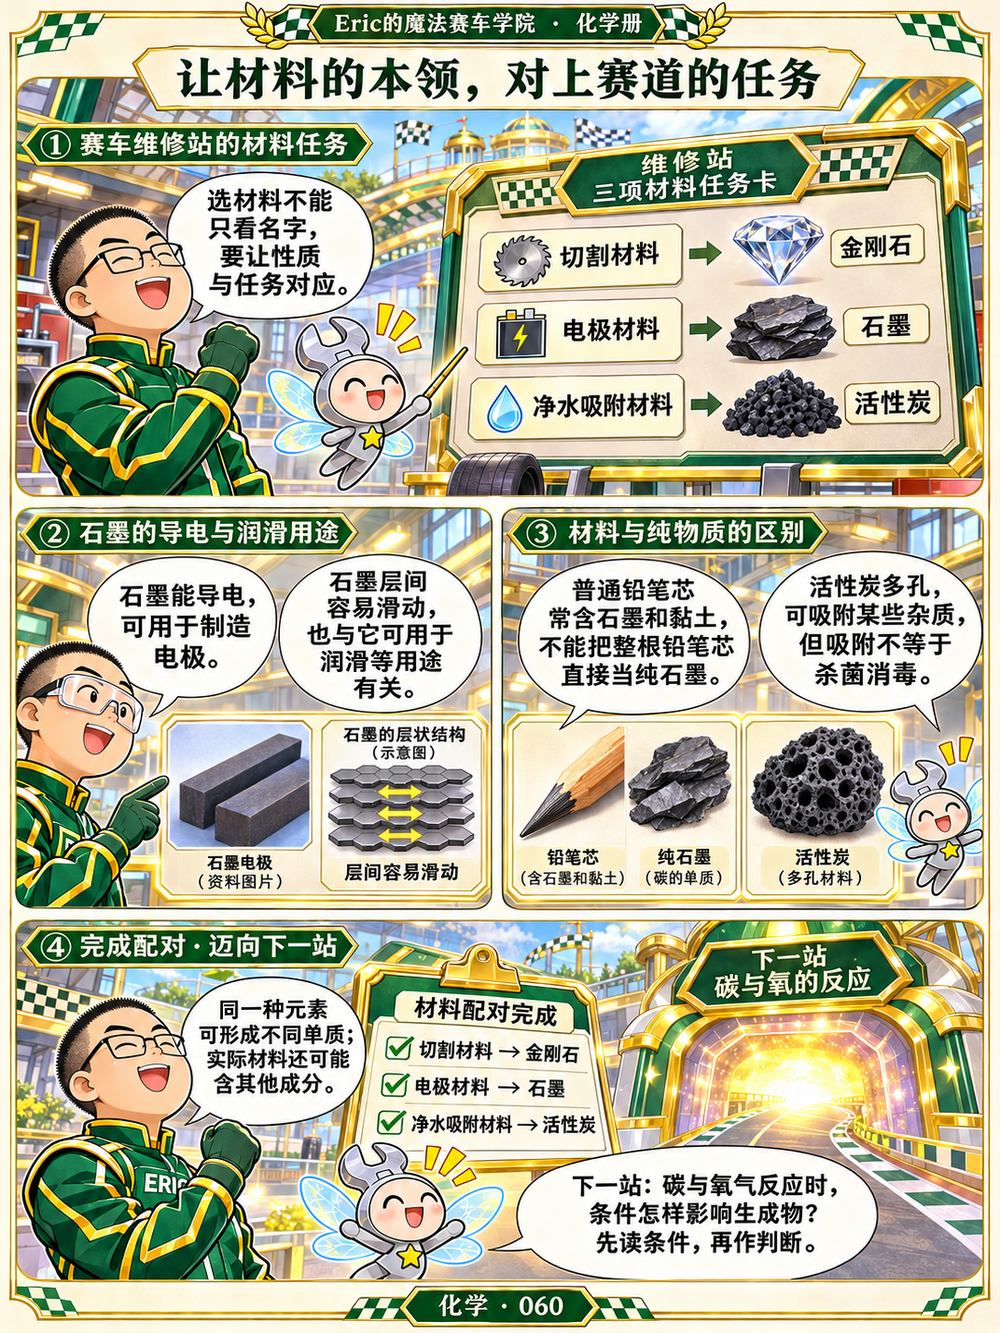 Eric的魔法赛车学院 · 化学册
让材料的本领，对上赛道的任务
① 赛车维修站的材料任务
选材料不能
只看名字，
要让性质
与任务对应。
维修站
三项材料任务卡
切割材料
金刚石
电极材料
石墨
净水吸附材料
活性炭
② 石墨的导电与润滑用途
石墨能导电，
可用于制造
电极。
石墨层间
容易滑动，
也与它可用于
润滑等用途
有关。
石墨电极
（资料图片）
石墨的层状结构
（示意图）
层间容易滑动
③ 材料与纯物质的区别
普通铅笔芯
常含石墨和黏土，
不能把整根铅笔芯
直接当纯石墨。
活性炭多孔，
可吸附某些杂质，
但吸附不等于
杀菌消毒。
铅笔芯
（含石墨和黏土）
纯石墨
（碳的单质）
活性炭
（多孔材料）
④ 完成配对 · 迈向下一站
同一种元素
可形成不同单质；
实际材料还可能
含其他成分。
ERIC
材料配对完成
切割材料 → 金刚石
电极材料 → 石墨
净水吸附材料 → 活性炭
下一站
碳与氧的反应
下一站：碳与氧气反应时，
条件怎样影响生成物？
先读条件，再作判断。
化学 · 060